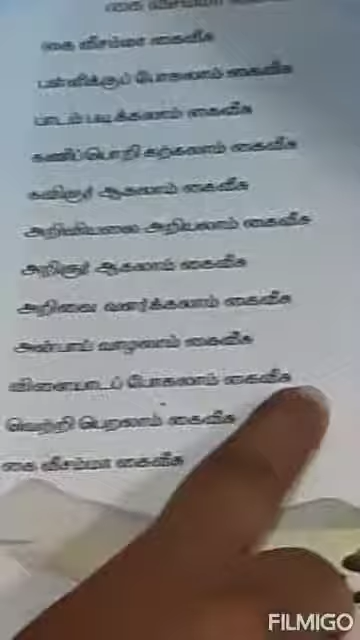 கை வீசம்மா கைவீசு
கை வீசம்மா கைவீசு
பள்ளிக்குப் போகலாம் கைவீசு
பாடம் படிக்கலாம் கைவீசு
கணிப்பொறி கற்கலாம் கைவீசு
கவிஞர் ஆகலாம் கைவீசு
அறிவியலை அறியலாம் கைவீசு
அறிஞர் ஆகலாம் கைவீசு
அறிவை வளர்க்கலாம் கைவீசு
அன்பாய் வாழலாம் கைவீசு
விளையாடப் போகலாம் கைவீசு
வெற்றி பெறலாம் கைவீசு
கை வீசம்மா கைவீசு
FILMIGO